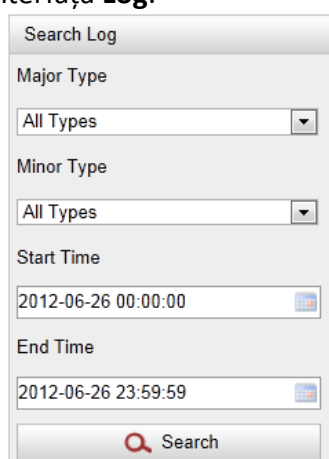 Log.
Search Log
Major Type
All Types
Minor Type
All Types
Start Time
2012-06-26 00:00:00
End Time
2012-06-26 23:59:59
Search